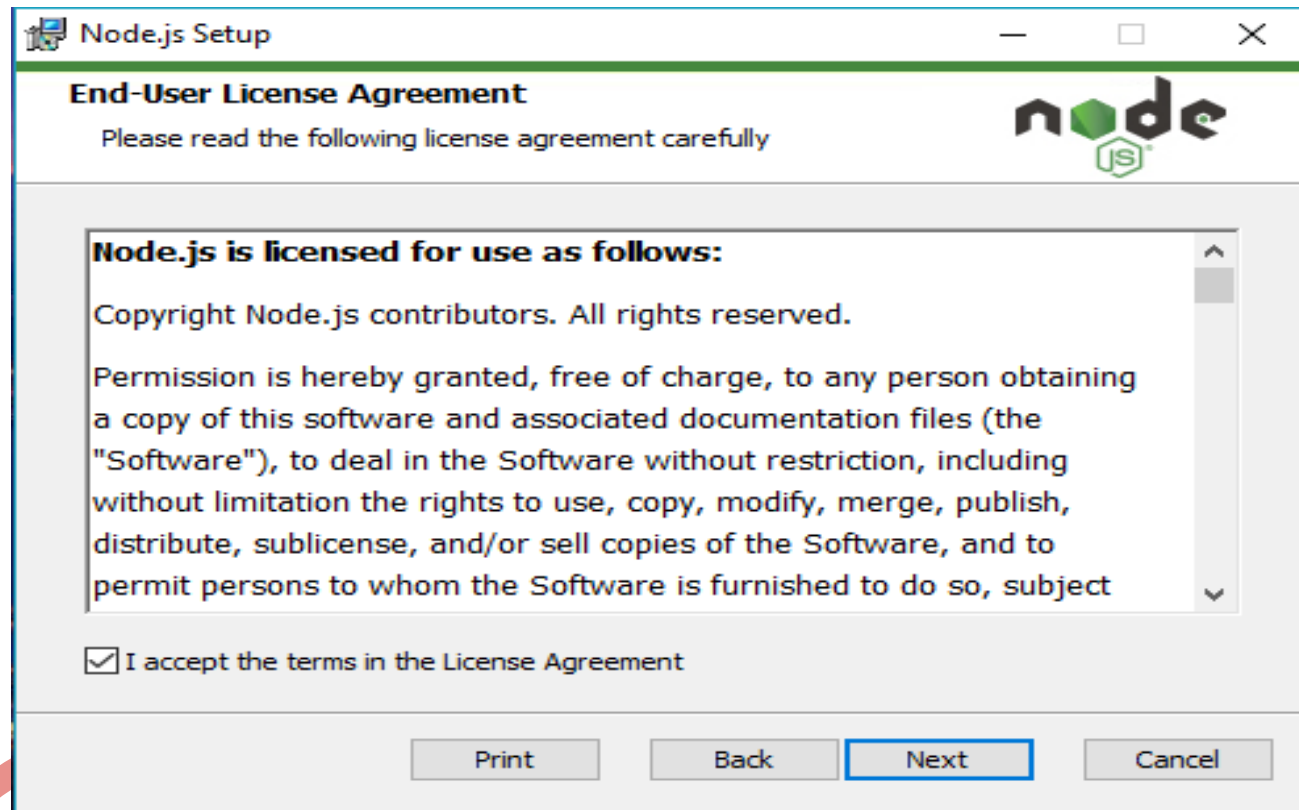 Node.js Setup
End-User License Agreement
Please read the following license agreement carefully
node
JS
Node.js is licensed for use as follows:
Copyright Node.js contributors. All rights reserved.
Permission is hereby granted, free of charge, to any person obtaining
a copy of this software and associated documentation files (the
"Software"), to deal in the Software without restriction, including
without limitation the rights to use, copy, modify, merge, publish,
distribute, sublicense, and/or sell copies of the Software, and to
permit persons to whom the Software is furnished to do so, subject
I accept the terms in the License Agreement
Print Back Next Cancel